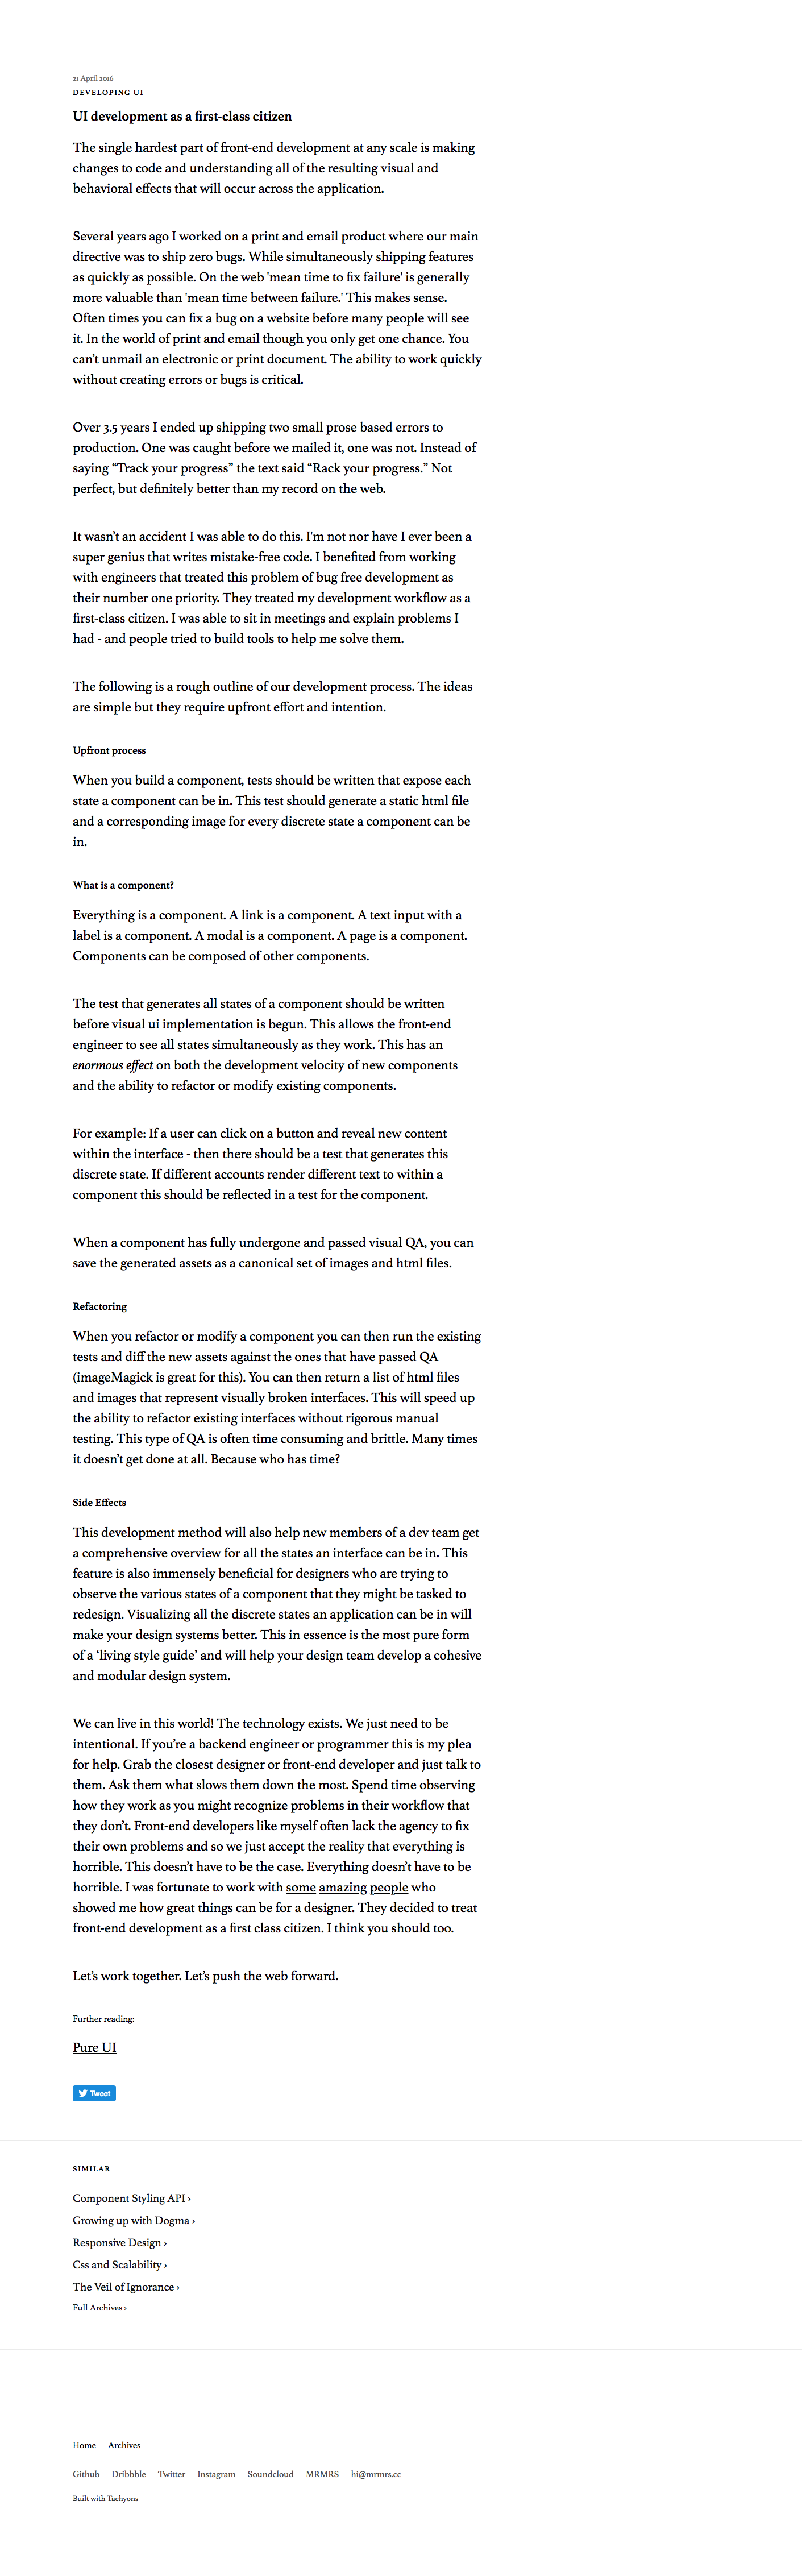 21 April 2016
DEVELOPING UI
UI development as a first-class citizen
The single hardest part of front-end development at any scale is making
changes to code and understanding all of the resulting visual and
behavioral effects that will occur across the application.
Several years ago I worked on a print and email product where our main
directive was to ship zero bugs. While simultaneously shipping features
as quickly as possible. On the web 'mean time to fix failure' is generally
more valuable than 'mean time between failure.' This makes sense.
Often times you can fix a bug on a website before many people will see
it. In the world of print and email though you only get one chance. You
can’t unmail an electronic or print document. The ability to work quickly
without creating errors or bugs is critical.
Over 3.5 years I ended up shipping two small prose based errors to
production. One was caught before we mailed it, one was not. Instead of
saying “Track your progress” the text said “Rack your progress.” Not
perfect, but definitely better than my record on the web.
It wasn’t an accident I was able to do this. I'm not nor have I ever been a
super genius that writes mistake-free code. I benefited from working
with engineers that treated this problem of bug free development as
their number one priority. They treated my development workflow as a
first-class citizen. I was able to sit in meetings and explain problems I
had - and people tried to build tools to help me solve them.
The following is a rough outline of our development process. The ideas
are simple but they require upfront effort and intention.
Upfront process
When you build a component, tests should be written that expose each
state a component can be in. This test should generate a static html file
and a corresponding image for every discrete state a component can be
in.
What is a component?
Everything is a component. A link is a component. A text input with a
label is a component. A modal is a component. A page is a component.
Components can be composed of other components.
The test that generates all states of a component should be written
before visual ui implementation is begun. This allows the front-end
engineer to see all states simultaneously as they work. This has an
enormous effect on both the development velocity of new components
and the ability to refactor or modify existing components.
For example: If a user can click on a button and reveal new content
within the interface - then there should be a test that generates this
discrete state. If different accounts render different text to within a
component this should be reflected in a test for the component.
When a component has fully undergone and passed visual QA, you can
save the generated assets as a canonical set of images and html files.
Refactoring
When you refactor or modify a component you can then run the existing
tests and diff the new assets against the ones that have passed QA
(imageMagick is great for this). You can then return a list of html files
and images that represent visually broken interfaces. This will speed up
the ability to refactor existing interfaces without rigorous manual
testing. This type of QA is often time consuming and brittle. Many times
it doesn’t get done at all. Because who has time?
Side Effects
This development method will also help new members of a dev team get
a comprehensive overview for all the states an interface can be in. This
feature is also immensely beneficial for designers who are trying to
observe the various states of a component that they might be tasked to
redesign. Visualizing all the discrete states an application can be in will
make your design systems better. This in essence is the most pure form
of a ‘living style guide’ and will help your design team develop a cohesive
and modular design system.
We can live in this world! The technology exists. We just need to be
intentional. If you’re a backend engineer or programmer this is my plea
for help. Grab the closest designer or front-end developer and just talk to
them. Ask them what slows them down the most. Spend time observing
how they work as you might recognize problems in their workflow that
they don’t. Front-end developers like myself often lack the agency to fix
their own problems and so we just accept the reality that everything is
horrible. This doesn’t have to be the case. Everything doesn’t have to be
horrible. I was fortunate to work with some amazing people who
showed me how great things can be for a designer. They decided to treat
front-end development as a first class citizen. I think you should too.
Let’s work together. Let’s push the web forward.
Further reading:
Pure UI
Tweet
SIMILAR
Component Styling API ›
Growing up with Dogma ›
Responsive Design ›
Css and Scalability ›
The Veil of Ignorance ›
Full Archives ›
Home Archives
Github Dribbble Twitter Instagram Soundcloud MRMRS hi@mrmrs.cc
Built with Tachyons